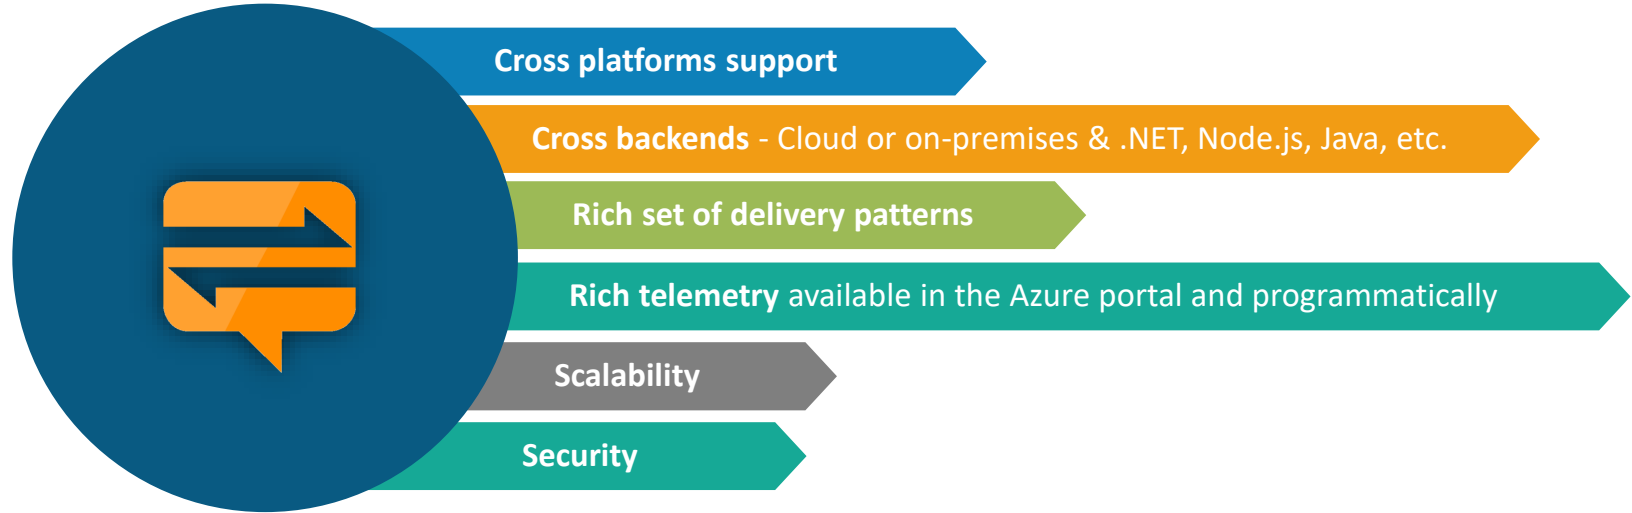 Cross platforms support
Cross backends - Cloud or on-premises & .NET, Node.js, Java, etc.
Rich set of delivery patterns
Rich telemetry available in the Azure portal and programmatically
Scalability
Security